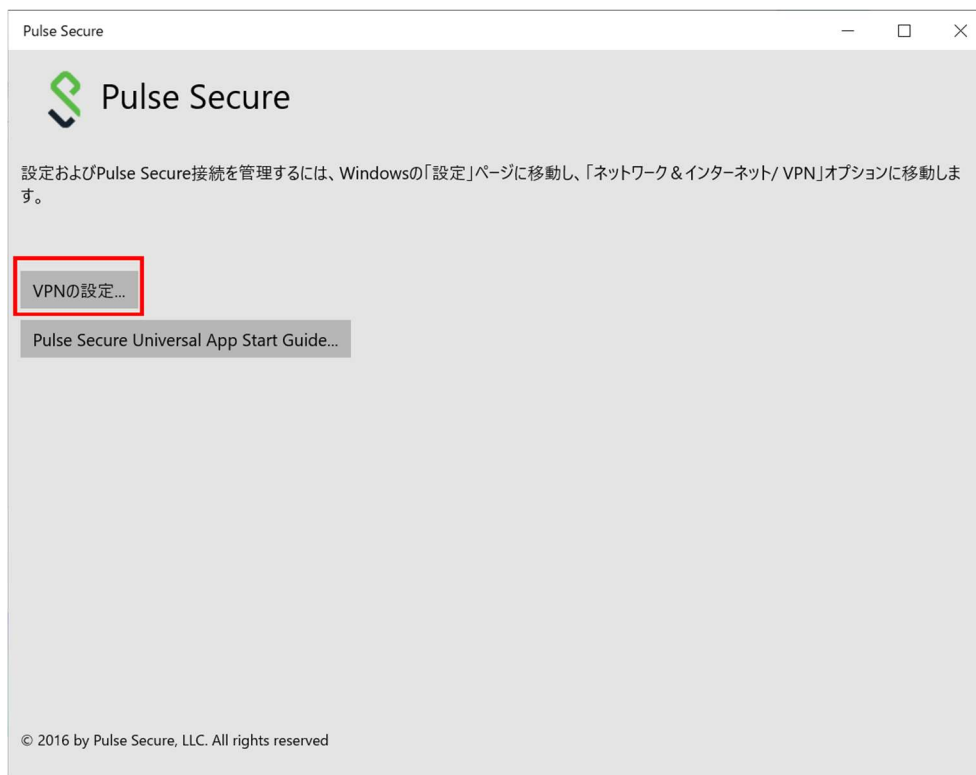 Pulse Secure
Pulse Secure
設定およびPulse Secure接続を管理するには、Windowsの「設定」ページに移動し、「ネットワーク＆インターネット/ VPN」オプションに移動しま
す。
VPNの設定...
Pulse Secure Universal App Start Guide...
© 2016 by Pulse Secure, LLC. All rights reserved